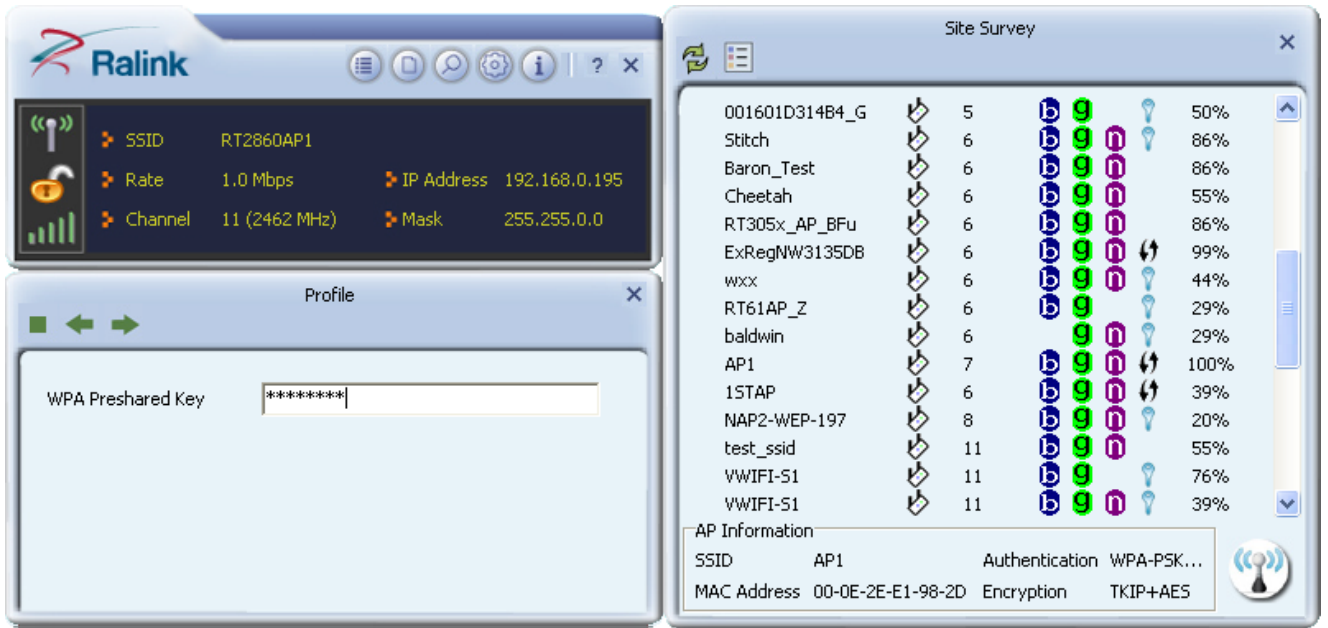 Ralink
? ×
SSID RT2860AP1
Rate 1.0 Mbps IP Address 192.168.0.195
Channel 11 (2462 MHz) Mask 255.255.0.0
Profile
WPA Preshared Key ********
Site Survey
001601D314B4_G 5 b g 50%
Stitch 6 b g n 86%
Baron_Test 6 b g n 86%
Cheetah 6 b g n 55%
RT305x_AP_BFu 6 b g n 86%
ExRegNW3135DB 6 b g n 99%
wxx 6 b g n 44%
RT61AP_Z 6 b g 29%
baldwin 6 g n 29%
AP1 7 b g n 100%
1STAP 6 b g n 39%
NAP2-WEP-197 8 b g n 20%
test_ssid 11 b g n 55%
VWIFI-S1 11 b g 76%
VWIFI-S1 11 b g n 39%
AP Information
SSID AP1 Authentication WPA-PSK...
MAC Address 00-0E-2E-E1-98-2D Encryption TKIP+AES